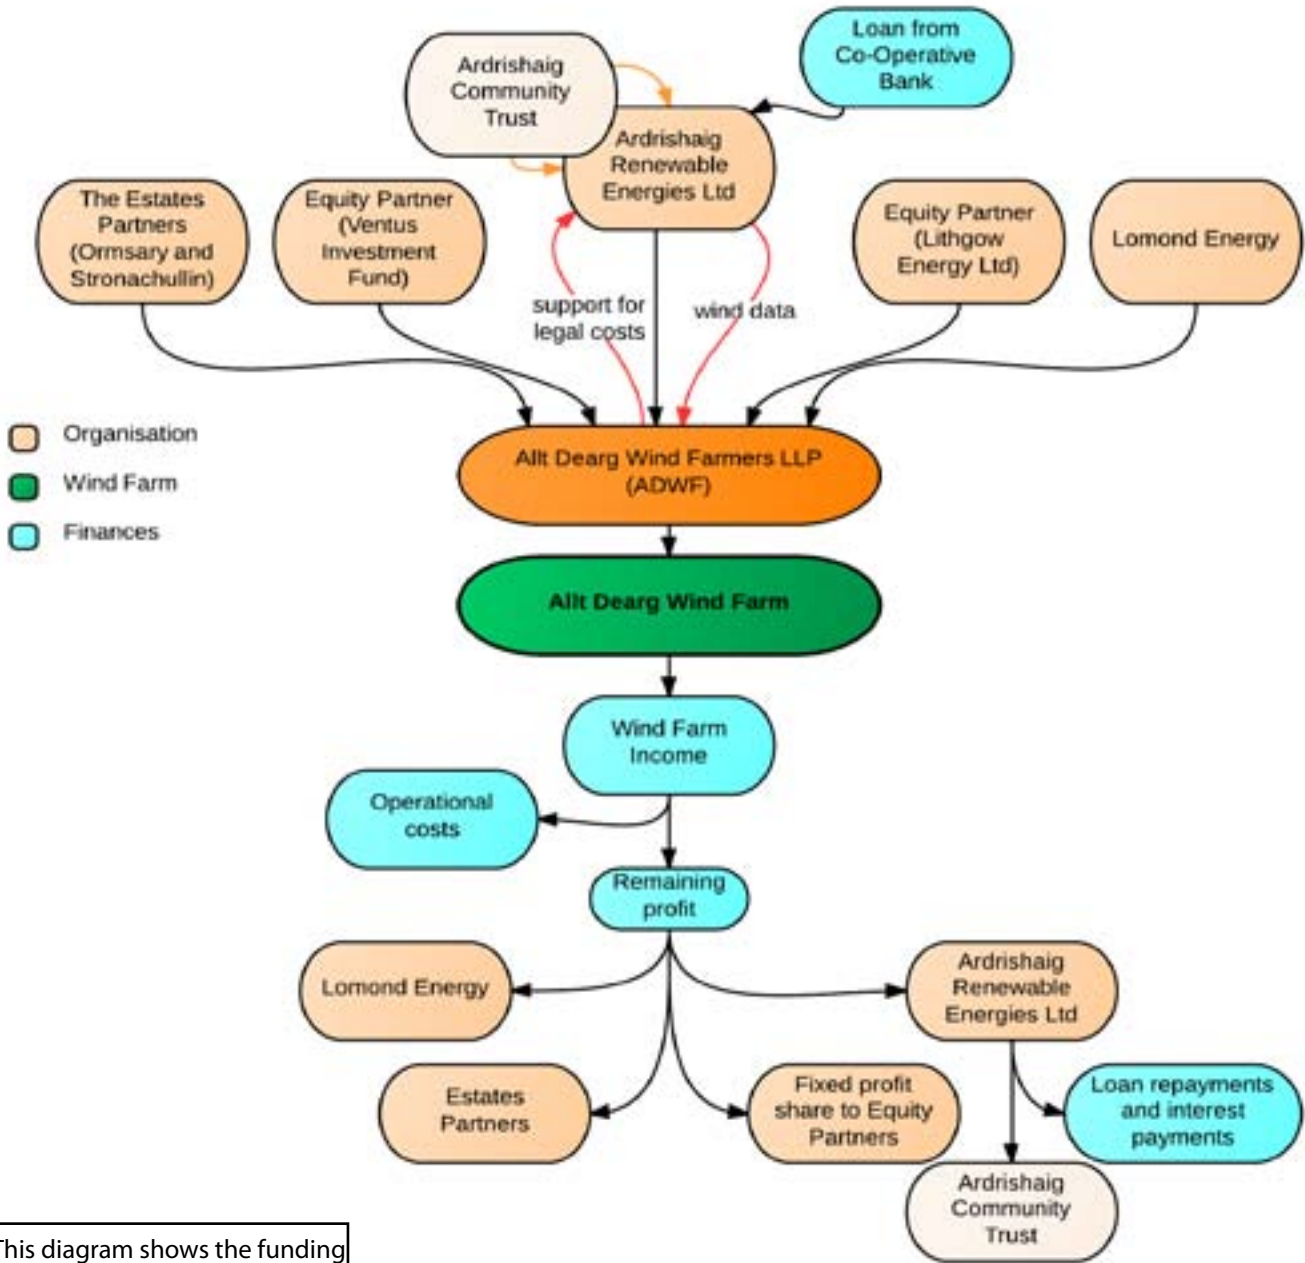 Loan from
Co-Operative
Bank
Ardrishaig
Community
Trust
Ardrishaig
Renewable
Energies Ltd
The Estates
Partners
(Ormsary and
Stronachullin)
Equity Partner
(Ventus
Investment
Fund)
Equity Partner
(Lithgow
Energy Ltd)
Lomond Energy
support for
legal costs
wind data
Organisation
Wind Farm
Finances
Allt Dearg Wind Farmers LLP
(ADWF)
Allt Dearg Wind Farm
Wind Farm
Income
Operational
costs
Remaining
profit
Lomond Energy
Ardrishaig
Renewable
Energies Ltd
Estates
Partners
Fixed profit
share to Equity
Partners
Loan repayments
and interest
payments
Ardrishaig
Community
Trust
This diagram shows the funding